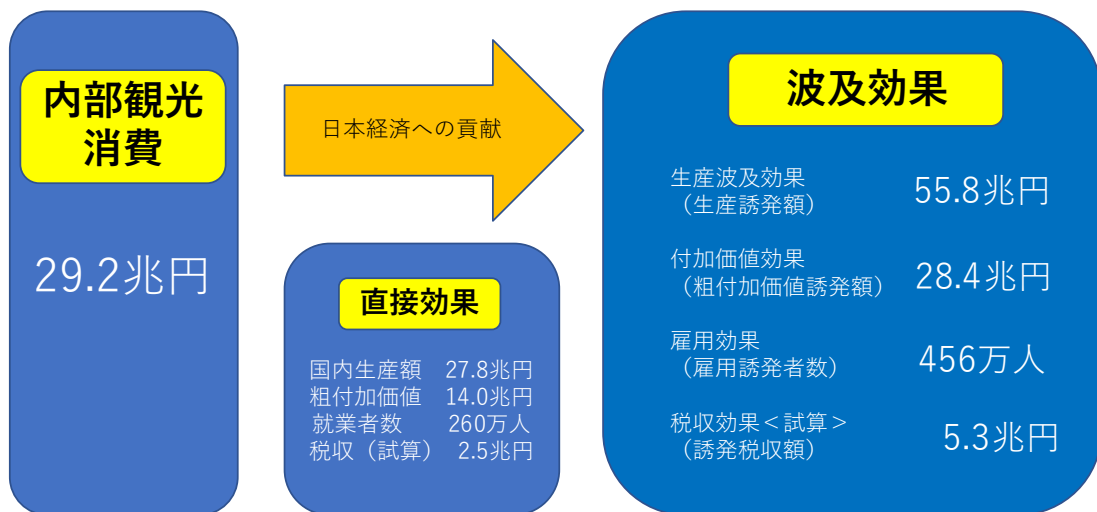 内部観光
消費
29.2兆円
日本経済への貢献
直接効果
国内生産額 27.8兆円
粗付加価値 14.0兆円
就業者数 260万人
税収（試算） 2.5兆円
波及効果
生産波及効果
（生産誘発額） 55.8兆円
付加価値効果
（粗付加価値誘発額） 28.4兆円
雇用効果
（雇用誘発者数） 456万人
税収効果＜試算＞
（誘発税収額） 5.3兆円